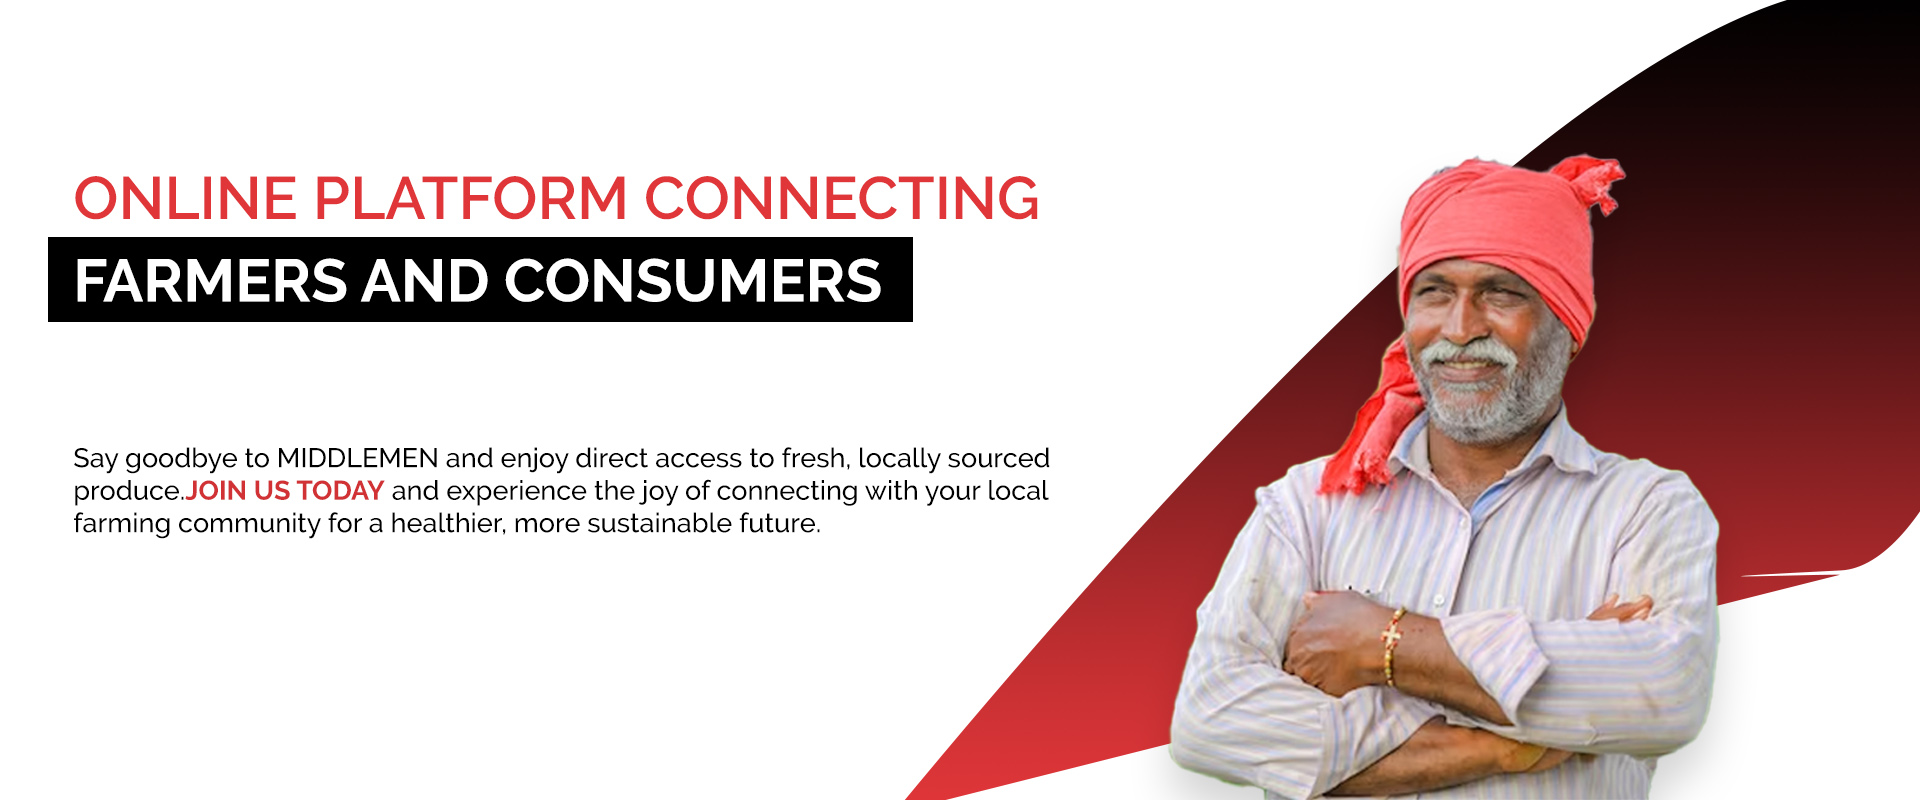 ONLINE PLATFORM CONNECTING
FARMERS AND CONSUMERS
Say goodbye to MIDDLEMEN and enjoy direct access to fresh, locally sourced
produce.JOIN US TODAY and experience the joy of connecting with your local
farming community for a healthier, more sustainable future.